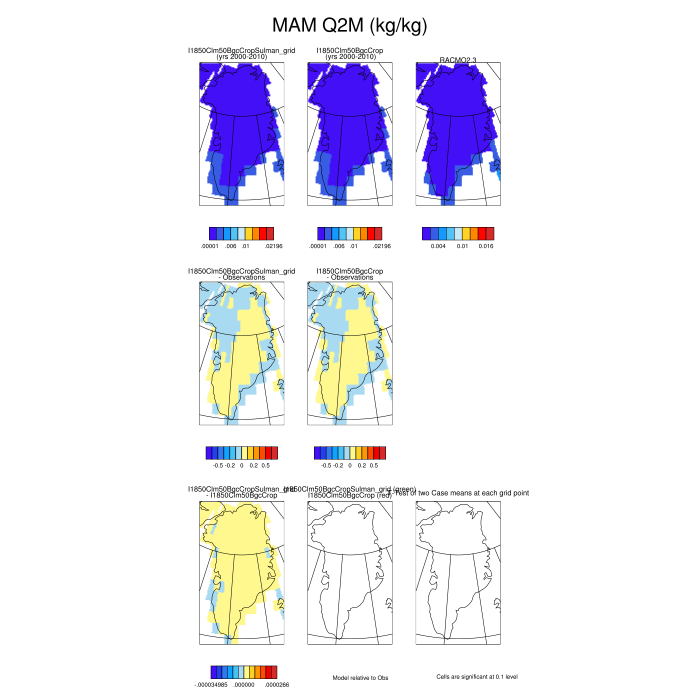 MAM Q2M (kg/kg)
I1850Clm50BgcCropSulman_grid
(yrs 2000-2010)
I1850Clm50BgcCrop
(yrs 2000-2010)
RACMO2.3
.00001 .006 .01 .02196
.00001 .006 .01 .02196
0.004 0.01 0.016
I1850Clm50BgcCropSulman_grid
- Observations
I1850Clm50BgcCrop
- Observations
-0.5 -0.2 0 0.2 0.5
-0.5 -0.2 0 0.2 0.5
I1850Clm50BgcCropSulman_grid
- I1850Clm50BgcCrop
I1850Clm50BgcCropSulman_grid (green)
I1850Clm50BgcCrop (red)
-Test of two Case means at each grid point
-.00034985 .000000 .0000266
Model relative to Obs
Cells are significant at 0.1 level